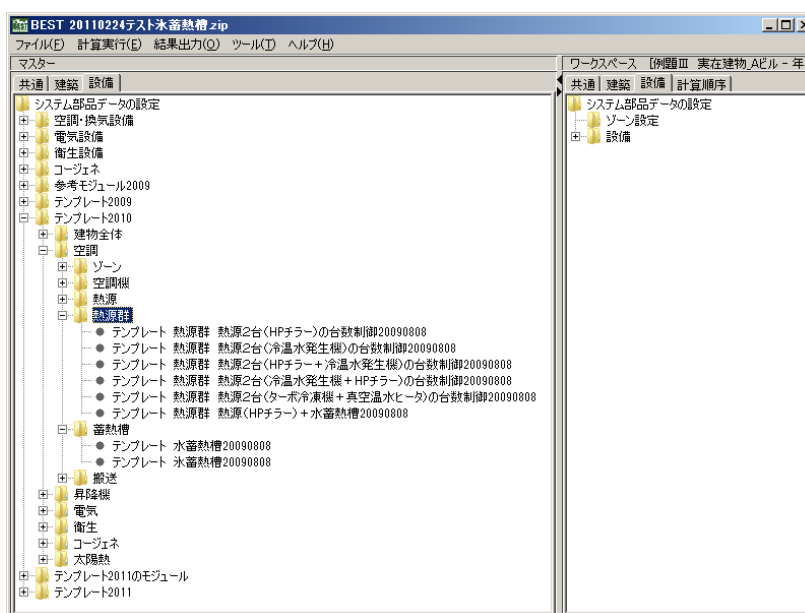 BEST 20110224テスト氷蓄熱槽.zip
ファイル(F) 計算実行(E) 結果出力(O) ツール(T) ヘルプ(H)
マスター
共通 建築 設備
システム部品データの設定
空調・換気設備
電気設備
衛生設備
コージェネ
参考モジュール2009
テンプレート2009
テンプレート2010
建物全体
空調
ゾーン
空調機
熱源
熱源群
テンプレート 熱源群 熱源2台(HPチラー)の台数制御20090808
テンプレート 熱源群 熱源2台(冷温水発生機)の台数制御20090808
テンプレート 熱源群 熱源2台(HPチラー+冷温水発生機)の台数制御20090808
テンプレート 熱源群 熱源2台(冷温水発生機+HPチラー)の台数制御20090808
テンプレート 熱源群 熱源2台(ターボ冷凍機+真空温水ヒータ)の台数制御20090808
テンプレート 熱源群 熱源(HPチラー)+水蓄熱槽20090808
蓄熱槽
テンプレート 水蓄熱槽20090808
テンプレート 氷蓄熱槽20090808
搬送
昇降機
電気
衛生
コージェネ
太陽熱
テンプレート2011のモジュール
テンプレート2011
ワークスペース [例題Ⅲ 実在建物_Aビル - 年
共通 建築 設備 計算順序
システム部品データの設定
ゾーン設定
設備